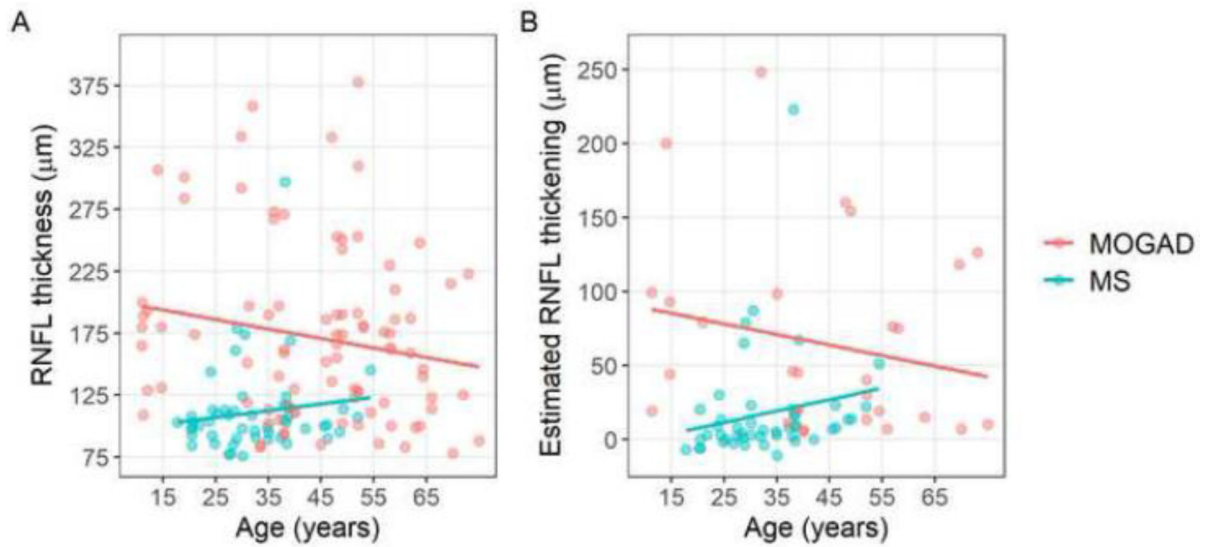 A
RNFL thickness (μm)
375
325
275
225
175
125
75
15 25 35 45 55 65
Age (years)
B
Estimated RNFL thickening (μm)
250
200
150
100
50
0
15 25 35 45 55 65
Age (years)
MOGAD
MS